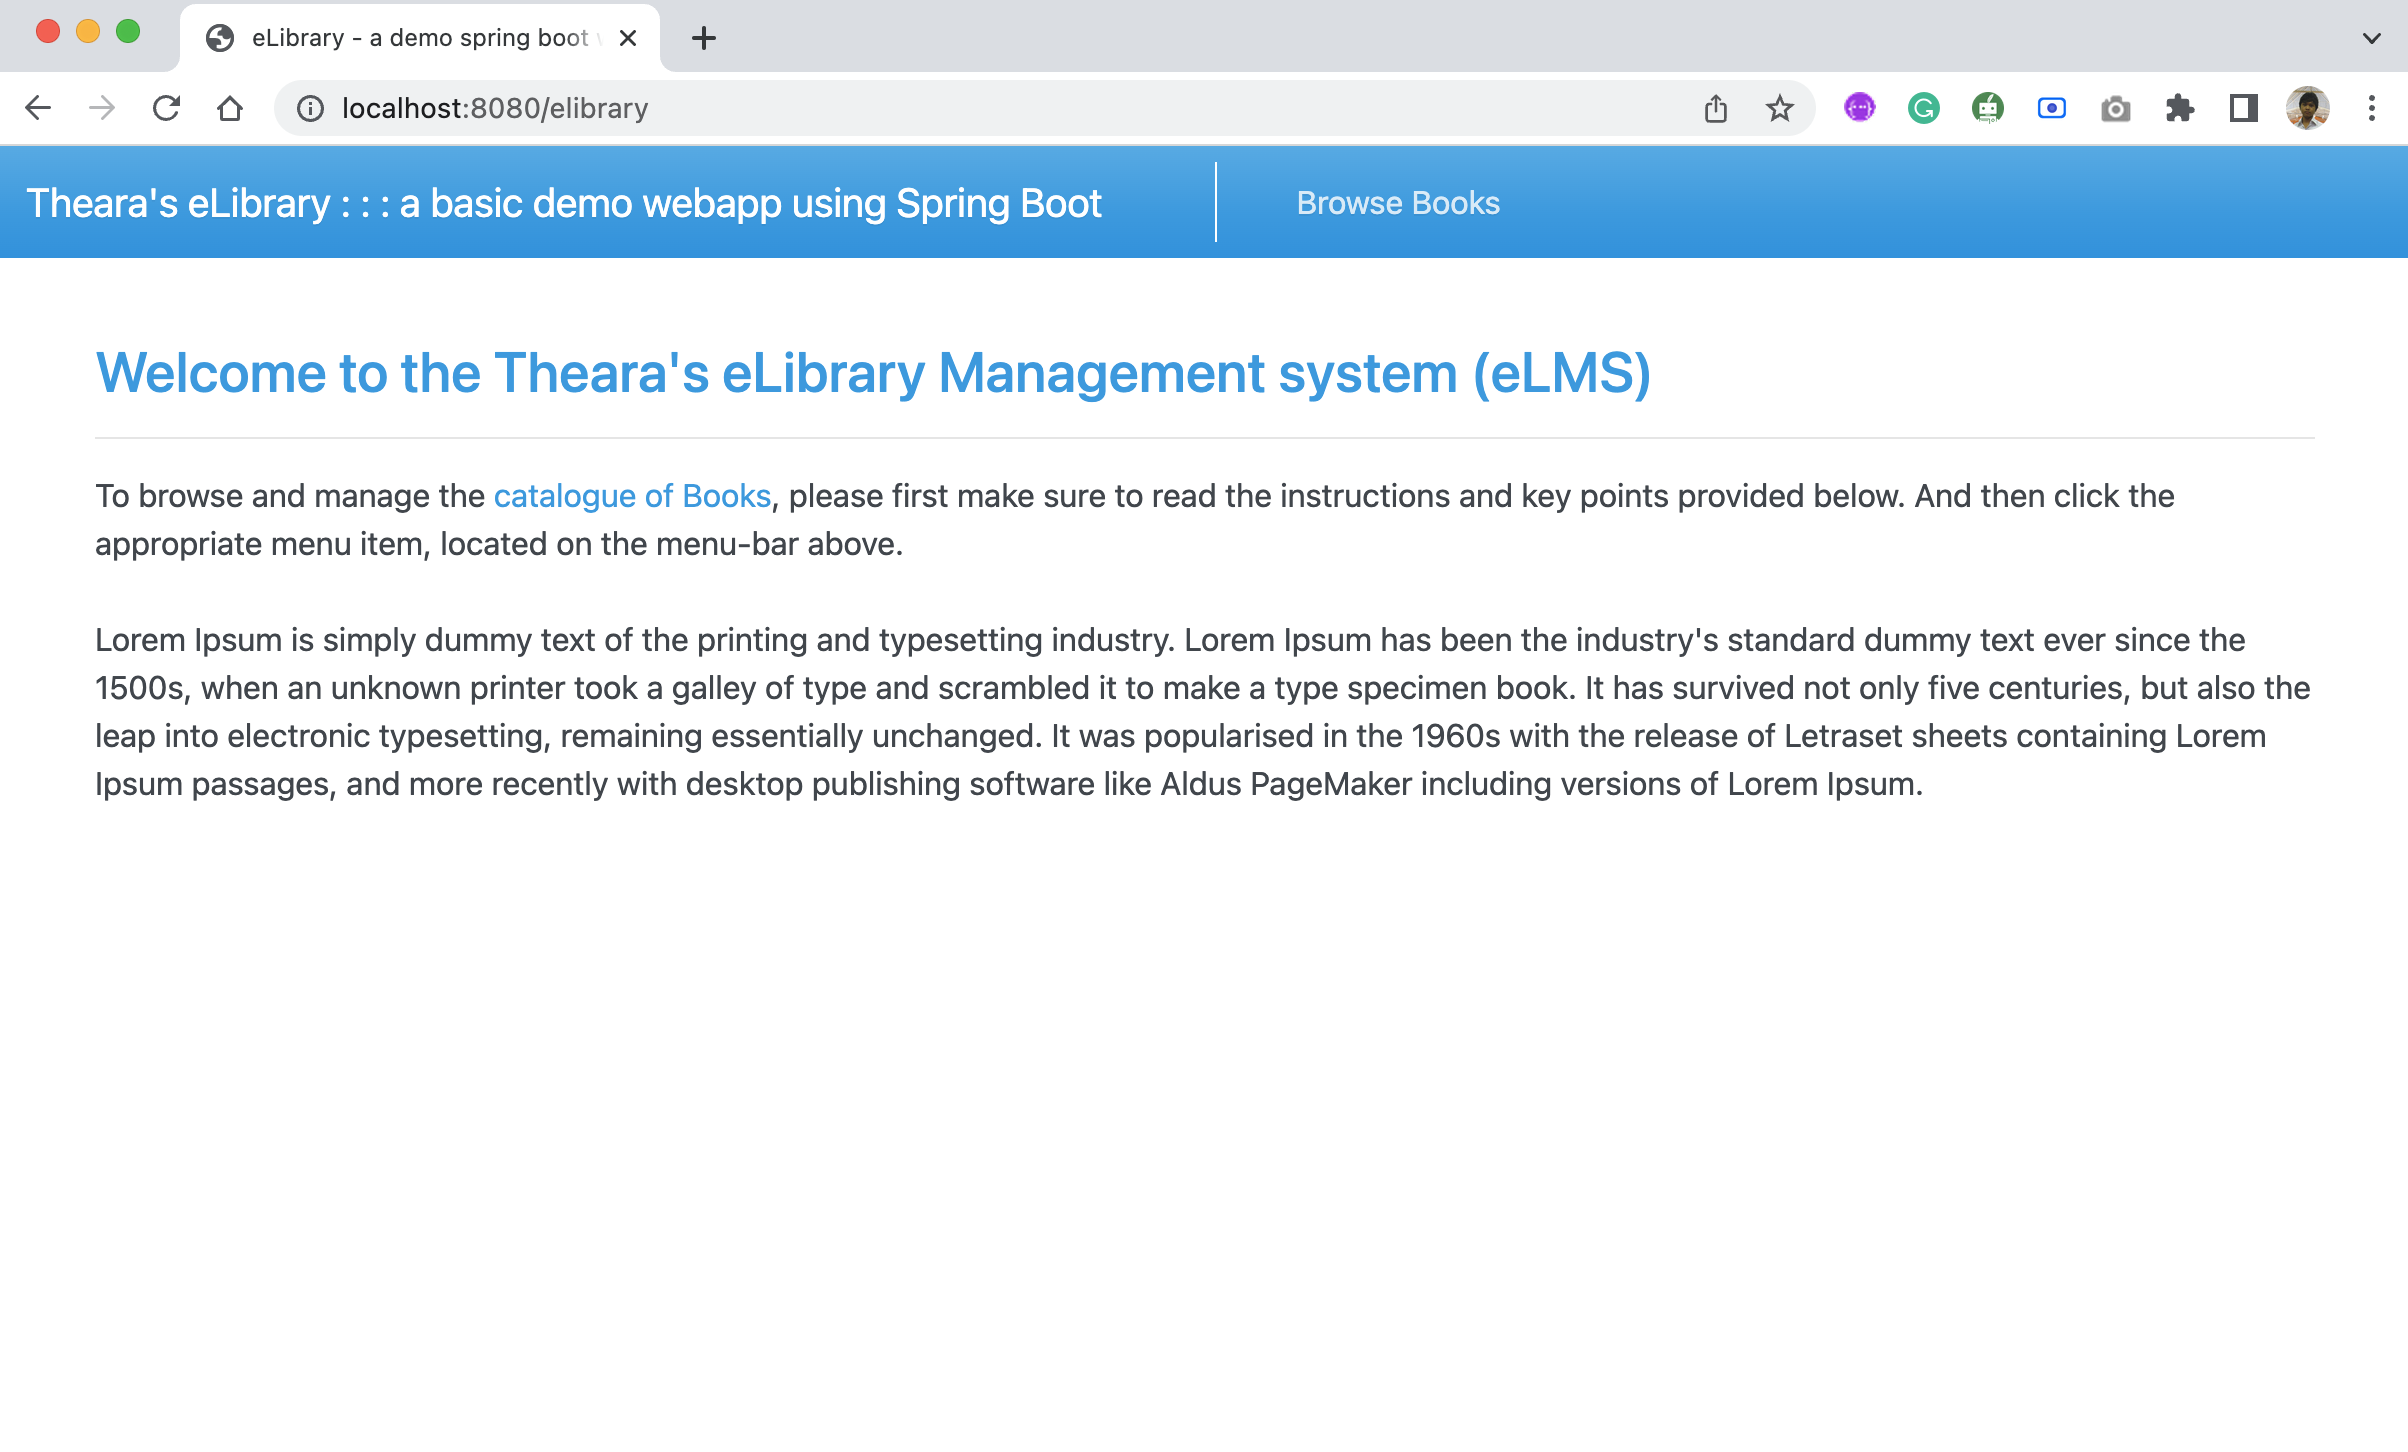 eLibrary - a demo spring boot
localhost:8080/elibrary
Theara's eLibrary : : : a basic demo webapp using Spring Boot
Browse Books
Welcome to the Theara's eLibrary Management system (eLMS)
To browse and manage the catalogue of Books, please first make sure to read the instructions and key points provided below. And then click the
appropriate menu item, located on the menu-bar above.
Lorem Ipsum is simply dummy text of the printing and typesetting industry. Lorem Ipsum has been the industry's standard dummy text ever since the
1500s, when an unknown printer took a galley of type and scrambled it to make a type specimen book. It has survived not only five centuries, but also the
leap into electronic typesetting, remaining essentially unchanged. It was popularised in the 1960s with the release of Letraset sheets containing Lorem
Ipsum passages, and more recently with desktop publishing software like Aldus PageMaker including versions of Lorem Ipsum.